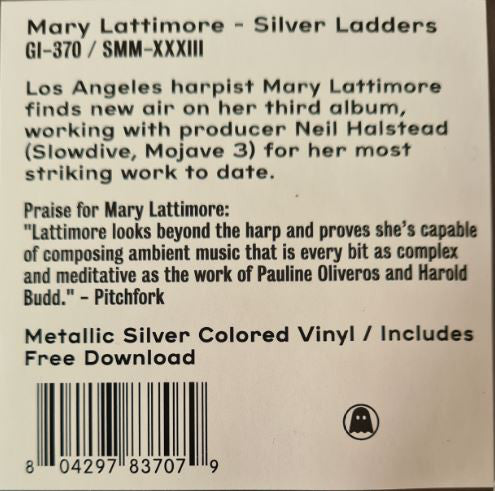 Mary Lattimore - Silver Ladders
GI-370 / SMM-XXXIII
Los Angeles harpist Mary Lattimore
finds new air on her third album,
working with producer Neil Halstead
(Slowdive, Mojave 3) for her most
striking work to date.
Praise for Mary Lattimore:
"Lattimore looks beyond the harp and proves she's capable
of composing ambient music that is every bit as complex
and meditative as the work of Pauline Oliveros and Harold
Budd." - Pitchfork
Metallic Silver Colored Vinyl / Includes
Free Download
8 04297 83707 9